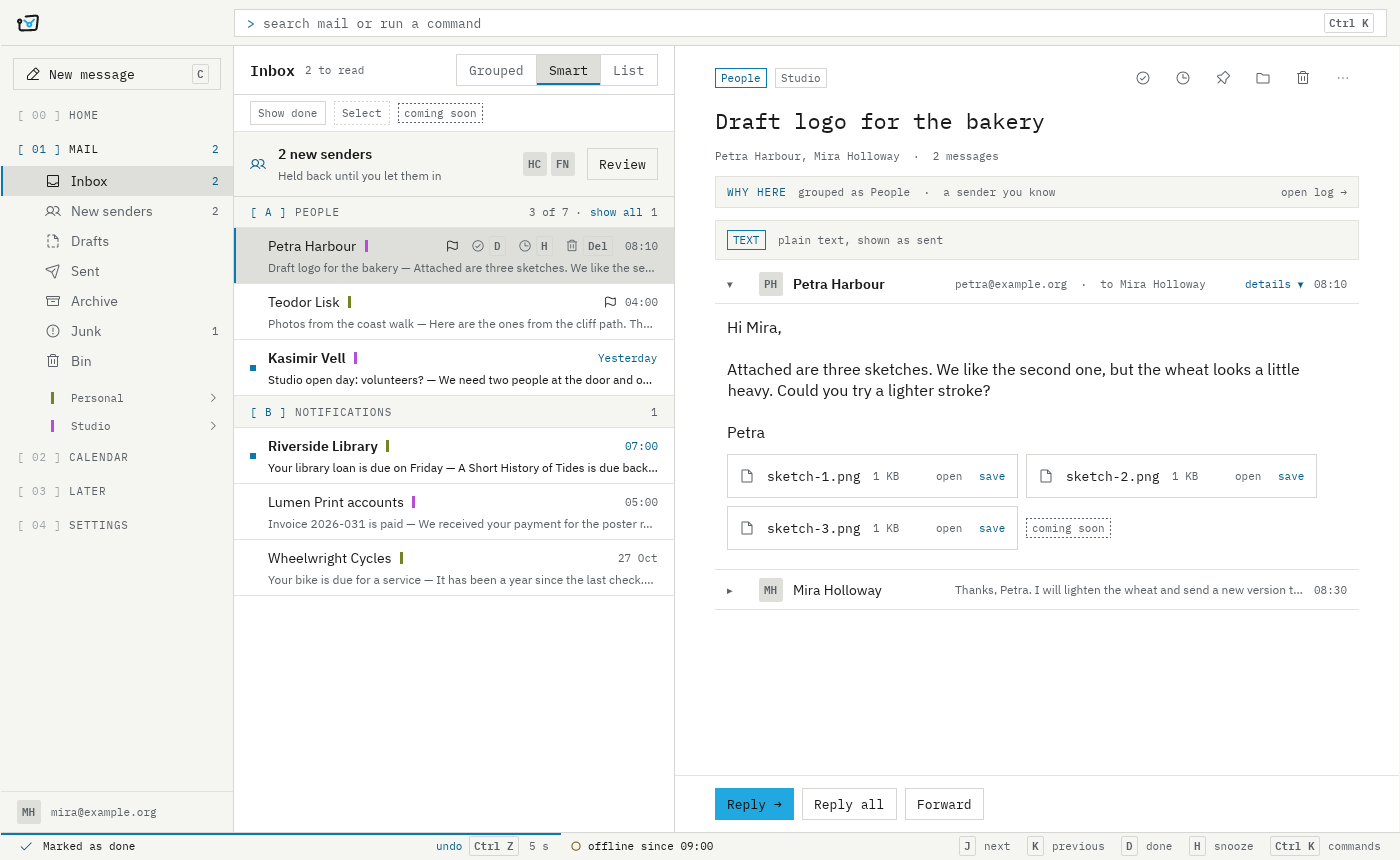 > search mail or run a command Ctrl K
New message C
[ 00 ] HOME
[ 01 ] MAIL 2
Inbox 2
New senders 2
Drafts
Sent
Archive
Junk 1
Bin
Personal
Studio
[ 02 ] CALENDAR
[ 03 ] LATER
[ 04 ] SETTINGS
MH mira@example.org
Inbox 2 to read Grouped Smart List
Show done Select coming soon
2 new senders HC FN Review
Held back until you let them in
[ A ] PEOPLE 3 of 7 · show all 1
Petra Harbour D H Del 08:10
Draft logo for the bakery — Attached are three sketches. We like the se…
Teodor Lisk 04:00
Photos from the coast walk — Here are the ones from the cliff path. Th…
Kasimir Vell Yesterday
Studio open day: volunteers? — We need two people at the door and o…
[ B ] NOTIFICATIONS 1
Riverside Library 07:00
Your library loan is due on Friday — A Short History of Tides is due back…
Lumen Print accounts 05:00
Invoice 2026-031 is paid — We received your payment for the poster r…
Wheelwright Cycles 27 Oct
Your bike is due for a service — It has been a year since the last check.…
People Studio ···
Draft logo for the bakery
Petra Harbour, Mira Holloway · 2 messages
WHY HERE grouped as People · a sender you know open log →
TEXT plain text, shown as sent
▾ PH Petra Harbour petra@example.org · to Mira Holloway details ▾ 08:10
Hi Mira,
Attached are three sketches. We like the second one, but the wheat looks a little
heavy. Could you try a lighter stroke?
Petra
sketch-1.png 1 KB open save
sketch-2.png 1 KB open save
sketch-3.png 1 KB open save
coming soon
▸ MH Mira Holloway Thanks, Petra. I will lighten the wheat and send a new version t… 08:30
Reply → Reply all Forward
Marked as done undo Ctrl Z 5 s offline since 09:00 J next K previous D done H snooze Ctrl K commands